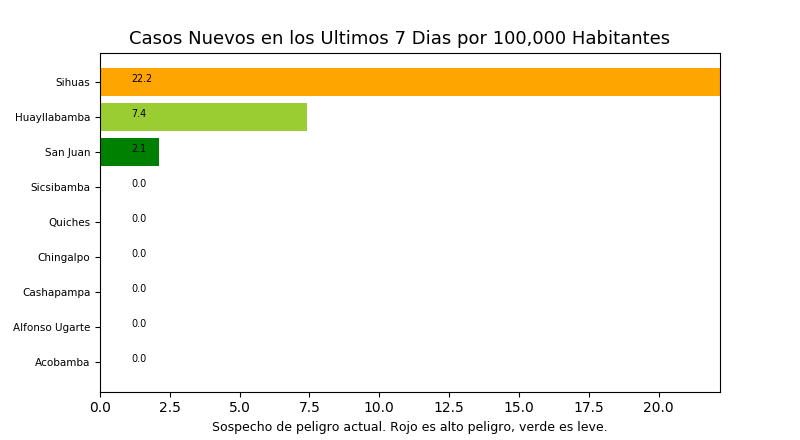 Casos Nuevos en los Ultimos 7 Dias por 100,000 Habitantes
Sihuas 22.2
Huayllabamba 7.4
San Juan 2.1
Sicsibamba 0.0
Quiches 0.0
Chingalpo 0.0
Cashapampa 0.0
Alfonso Ugarte 0.0
Acobamba 0.0
0.0 2.5 5.0 7.5 10.0 12.5 15.0 17.5 20.0
Sospecho de peligro actual. Rojo es alto peligro, verde es leve.